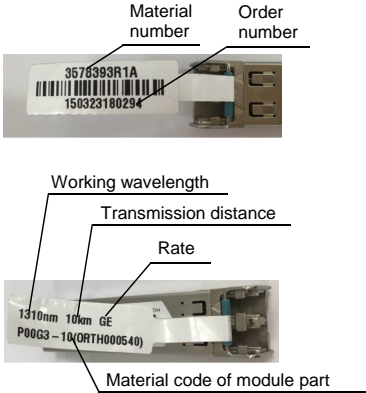 Material number
Order number
3578393R1A
150323180294
Working wavelength
Transmission distance
Rate
1310nm 10km GE
P00G3-10(ORTH000540)
Material code of module part